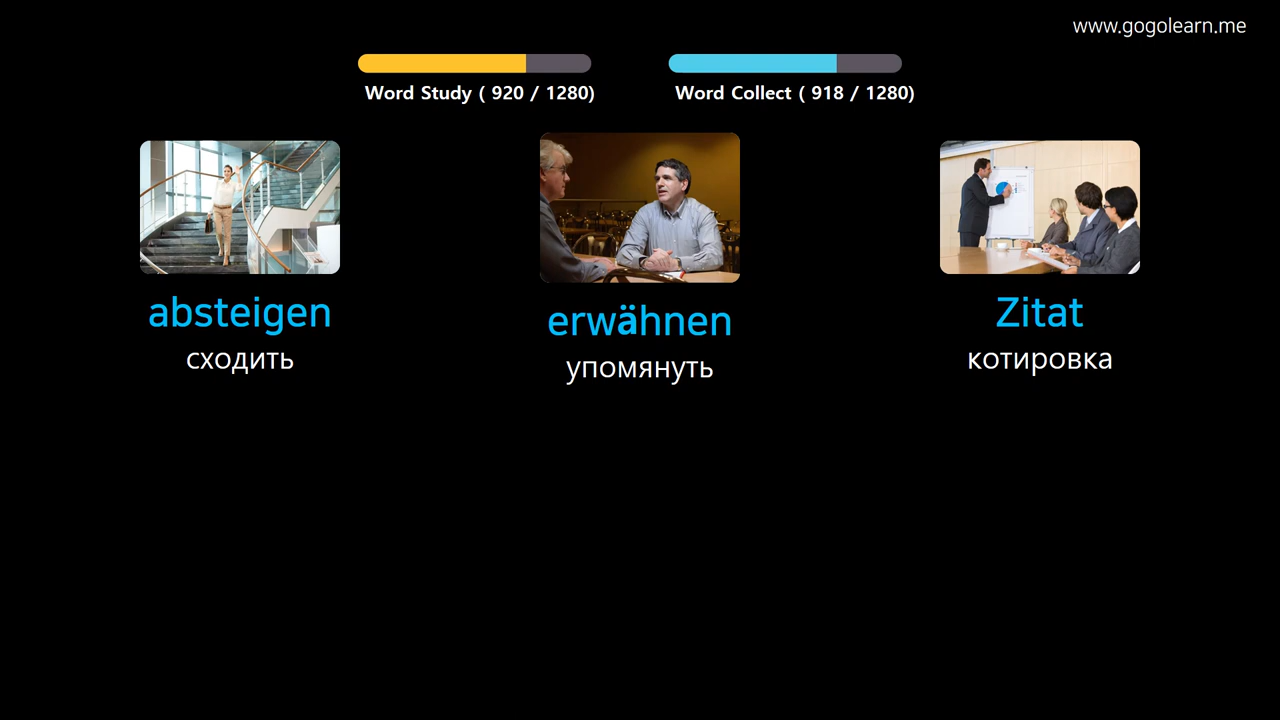 www.gogolearn.me
Word Study ( 920 / 1280)
Word Collect ( 918 / 1280)
absteigen
сходить
erwähnen
упомянуть
Zitat
котировка